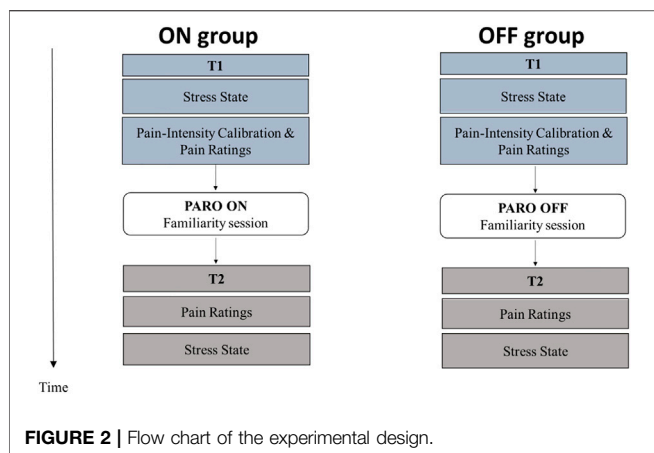 ON group
T1
Stress State
Pain-Intensity Calibration &
Pain Ratings
PARO ON
Familiarity session
T2
Pain Ratings
Stress State
OFF group
T1
Stress State
Pain-Intensity Calibration &
Pain Ratings
PARO OFF
Familiarity session
T2
Pain Ratings
Stress State
Time
FIGURE 2 | Flow chart of the experimental design.